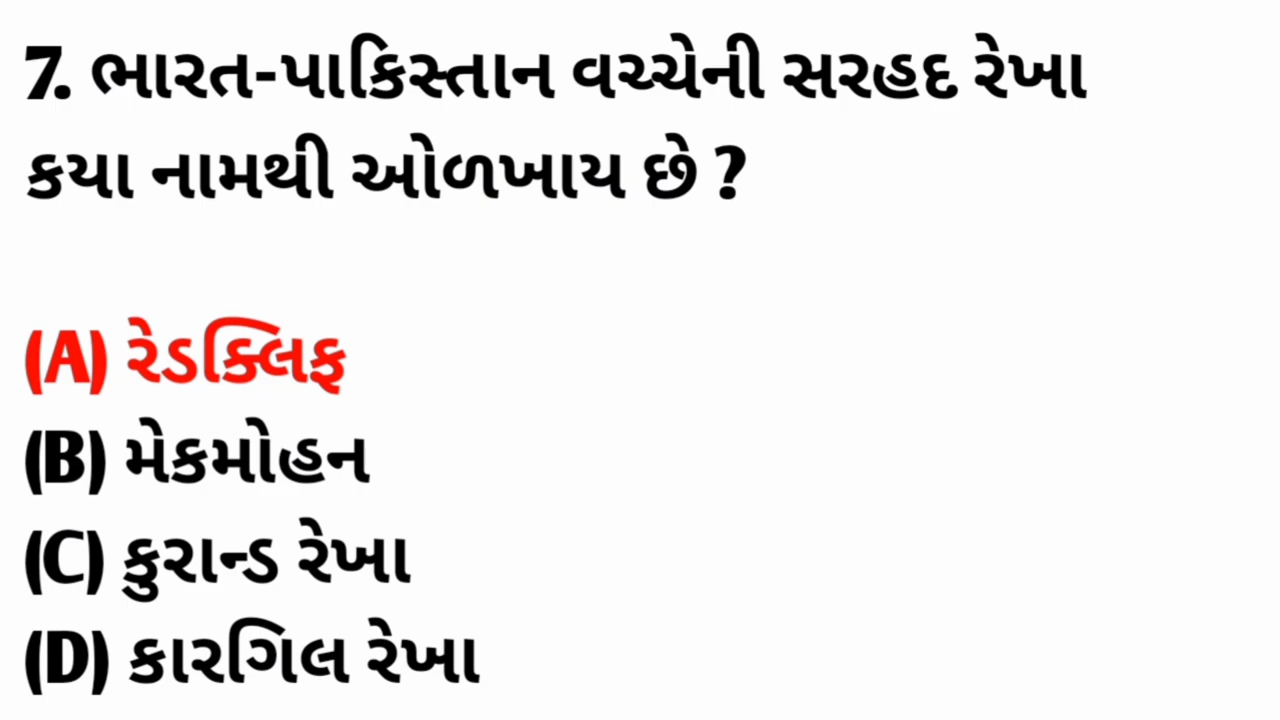 7. ભારત-પાકિસ્તાન વચ્ચેની સરહદ રેખા
કયા નામથી ઓળખાય છે ?
(A) રેડક્લિફ
(B) મેકમોહન
(C) કુરાન્ડ રેખા
(D) કારગિલ રેખા